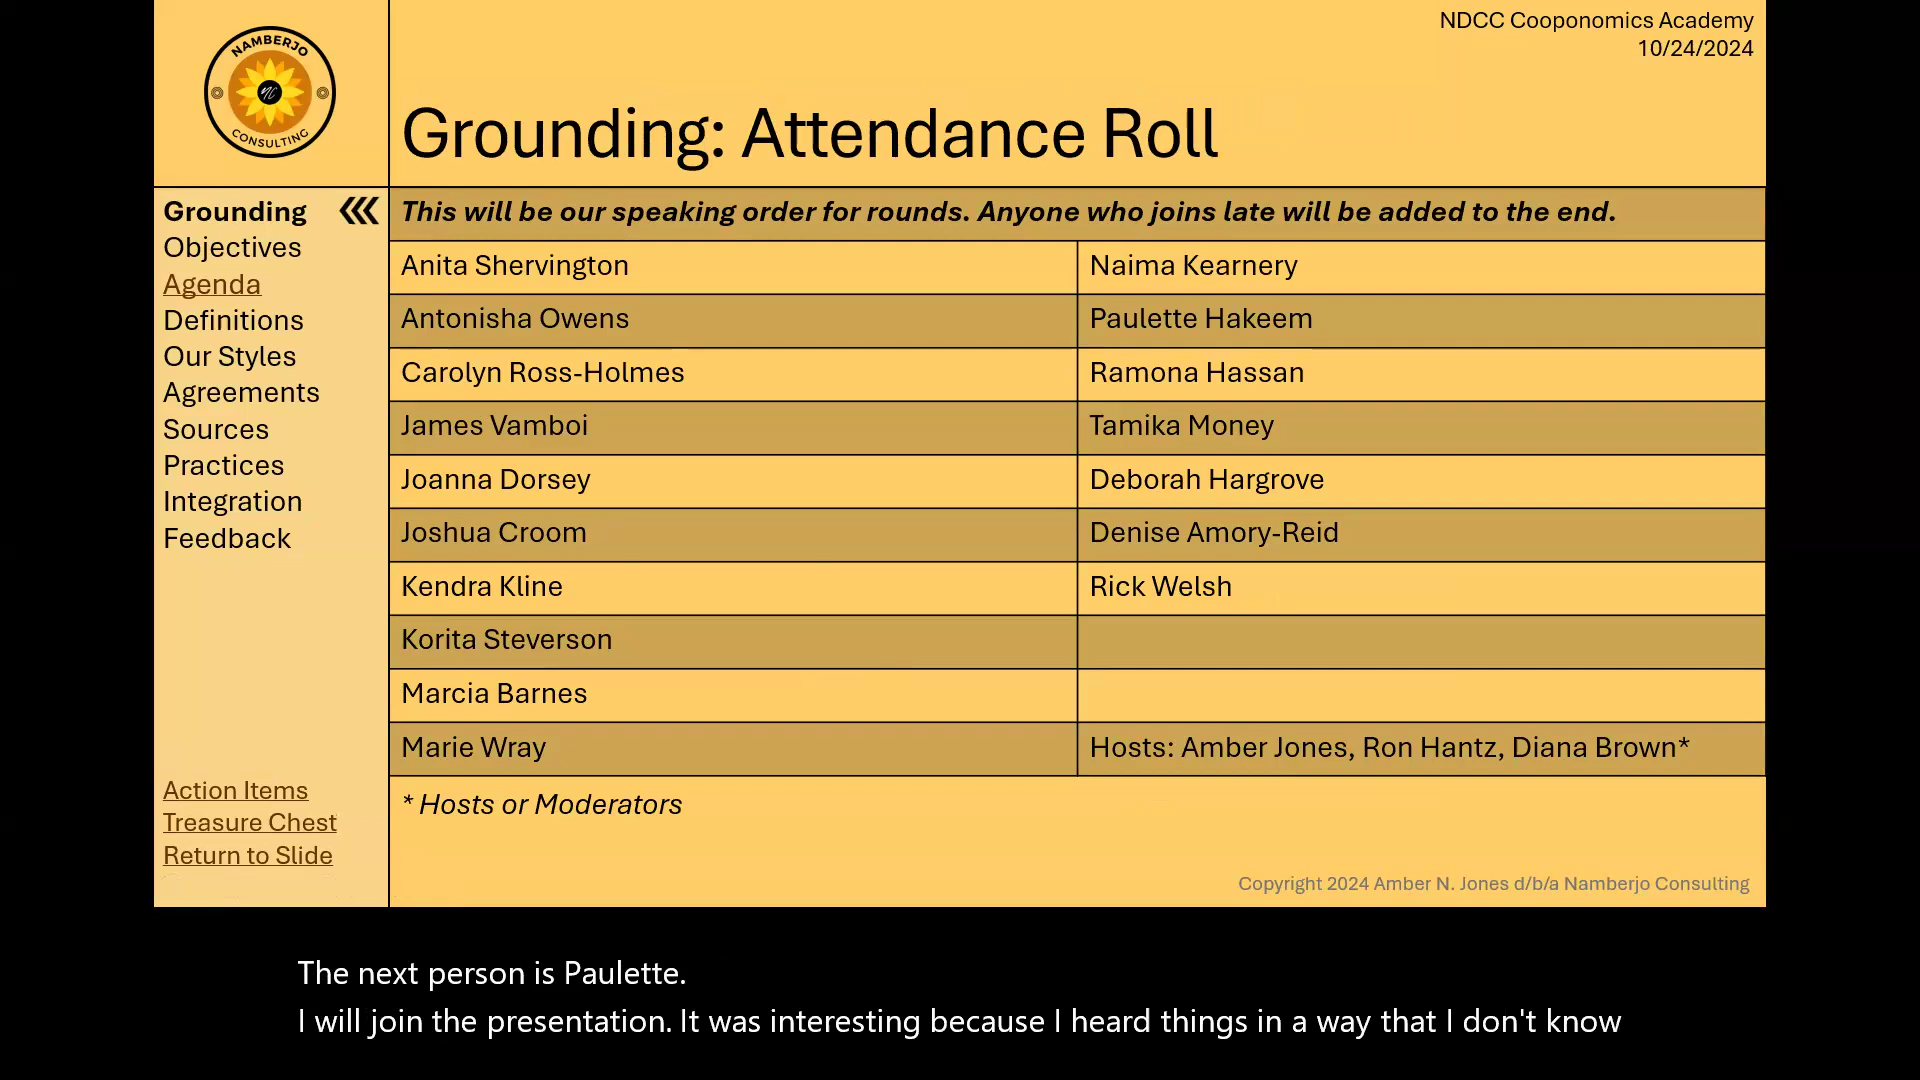 NAMBERJO
CONSULTING
NDCC Cooponomics Academy
10/24/2024
Grounding: Attendance Roll
Grounding
Objectives
Agenda
Definitions
Our Styles
Agreements
Sources
Practices
Integration
Feedback
Action Items
Treasure Chest
Return to Slide
This will be our speaking order for rounds. Anyone who joins late will be added to the end.
Anita Shervington
Naima Kearnery
Antonisha Owens
Paulette Hakeem
Carolyn Ross-Holmes
Ramona Hassan
James Vamboi
Tamika Money
Joanna Dorsey
Deborah Hargrove
Joshua Croom
Denise Amory-Reid
Kendra Kline
Rick Welsh
Korita Steverson
Marcia Barnes
Marie Wray
Hosts: Amber Jones, Ron Hantz, Diana Brown*
* Hosts or Moderators
Copyright 2024 Amber N. Jones d/b/a Namberjo Consulting
The next person is Paulette.
I will join the presentation. It was interesting because I heard things in a way that I don't know